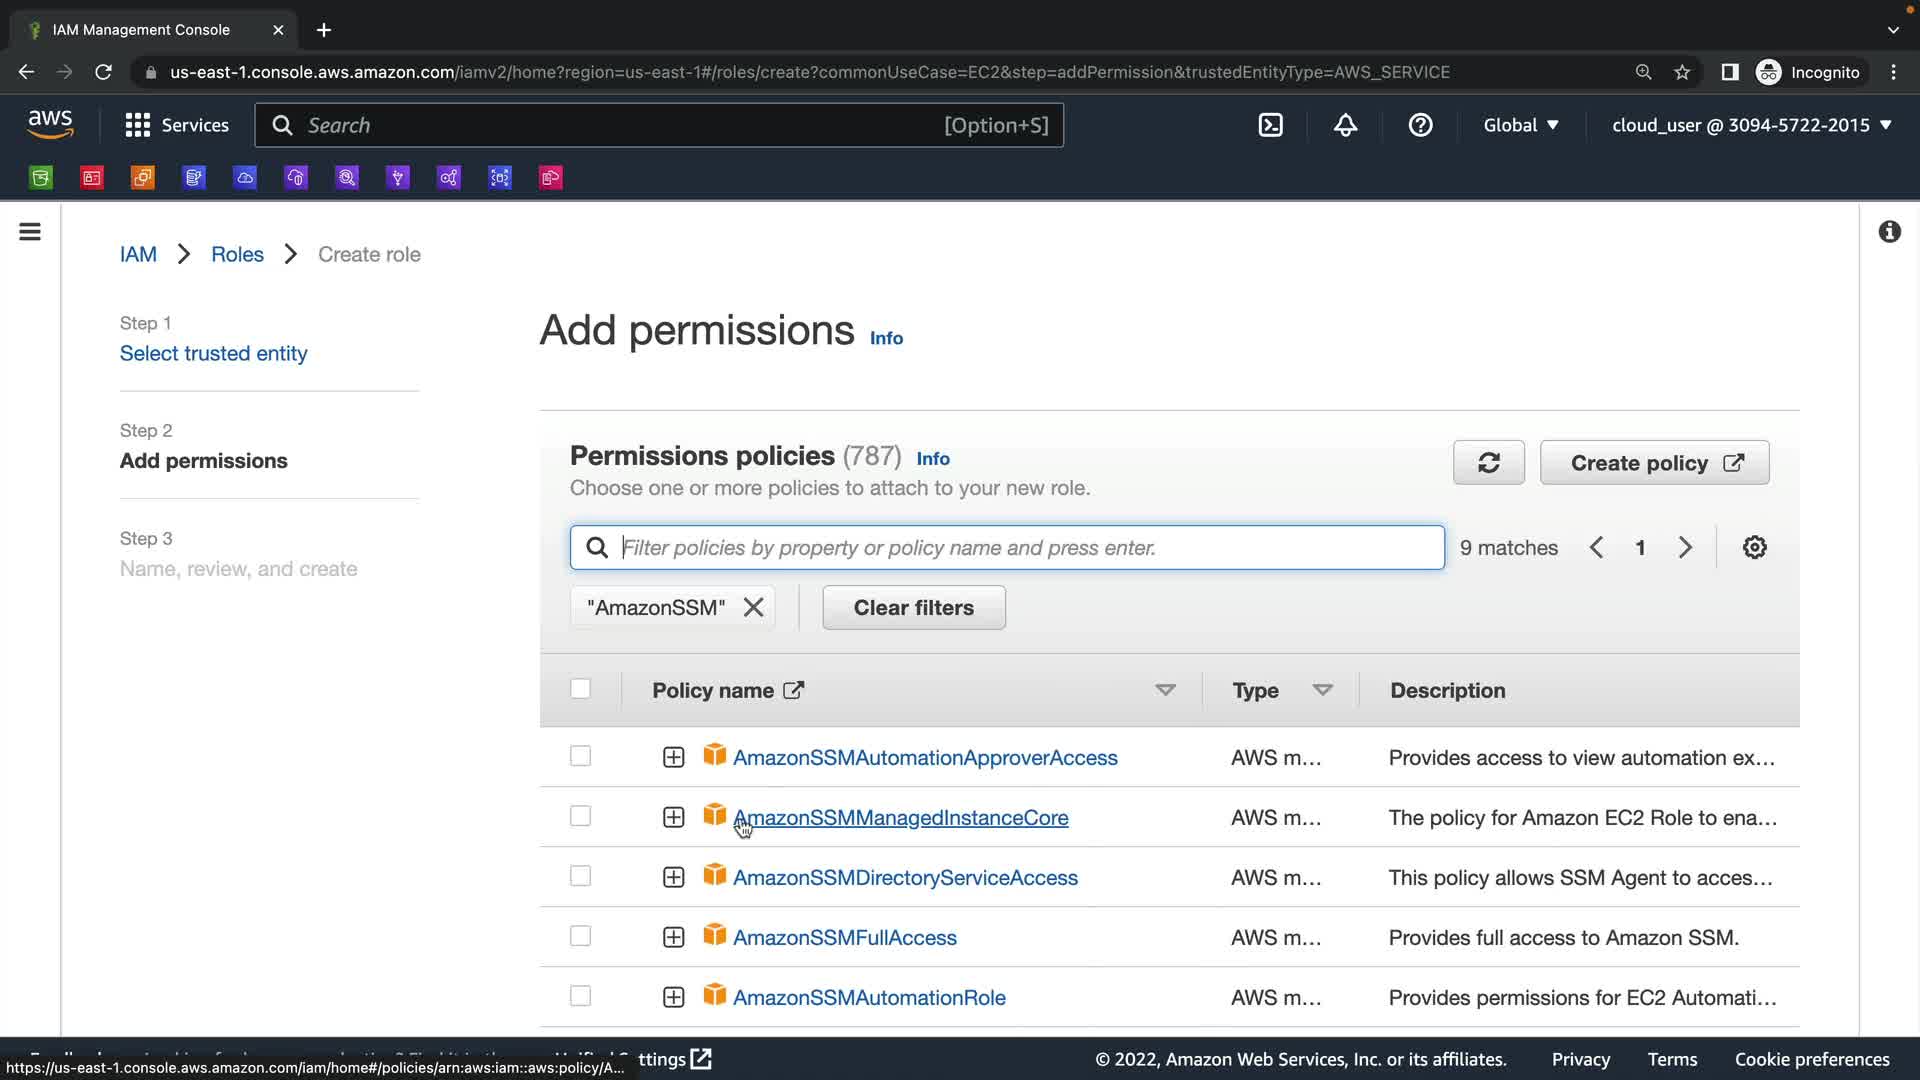 IAM Management Console
us-east-1.console.aws.amazon.com/iamv2/home?region=us-east-1#/roles/create?commonUseCase=EC2&step=addPermission&trustedEntityType=AWS_SERVICE
Incognito
aws
Services
Search
[Option+S]
Global
cloud_user @ 3094-5722-2015
IAM
Roles
Create role
Step 1
Select trusted entity
Step 2
Add permissions
Step 3
Name, review, and create
Add permissions Info
Permissions policies (787) Info
Choose one or more policies to attach to your new role.
Create policy
Filter policies by property or policy name and press enter.
9 matches
1
"AmazonSSM"
Clear filters
Policy name
Type
Description
AmazonSSMAutomationApproverAccess AWS m... Provides access to view automation ex...
AmazonSSMManagedInstanceCore AWS m... The policy for Amazon EC2 Role to ena...
AmazonSSMDirectoryServiceAccess AWS m... This policy allows SSM Agent to acces...
AmazonSSMFullAccess AWS m... Provides full access to Amazon SSM.
AmazonSSMAutomationRole AWS m... Provides permissions for EC2 Automati...
© 2022, Amazon Web Services, Inc. or its affiliates.
Privacy
Terms
Cookie preferences
https://us-east-1.console.aws.amazon.com/iam/home#/policies/arn:aws:iam::aws:policy/A...